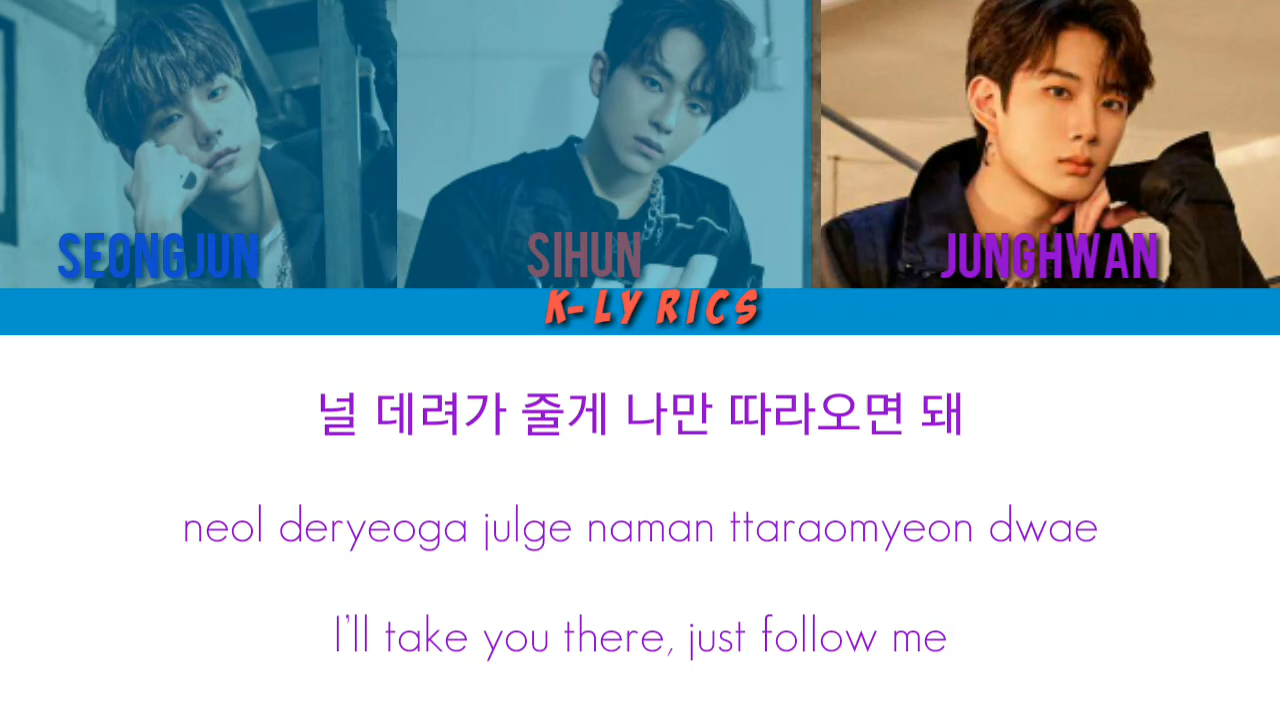 SEONGJUN
SIHUN
JUNGHWAN
K-LYRICS
널 데려가 줄게 나만 따라오면 돼
neol deryeoga julge naman ttaraomyeon dwae
I'll take you there, just follow me